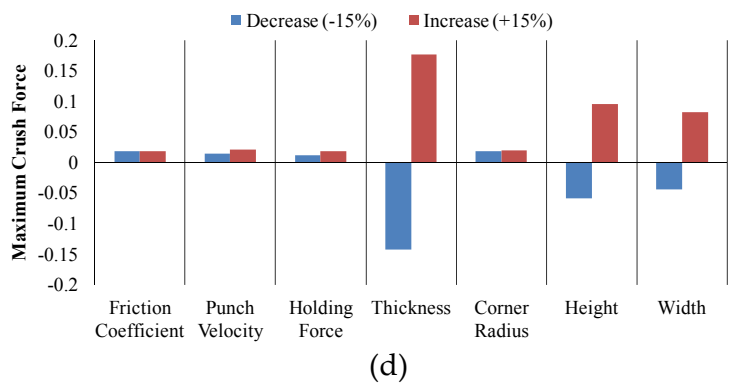 Decrease (-15%) Increase (+15%)
Maximum Crush Force
0.2
0.15
0.1
0.05
0
-0.05
-0.1
-0.15
-0.2
Friction Coefficient
Punch Velocity
Holding Force
Thickness
Corner Radius
Height
Width
(d)